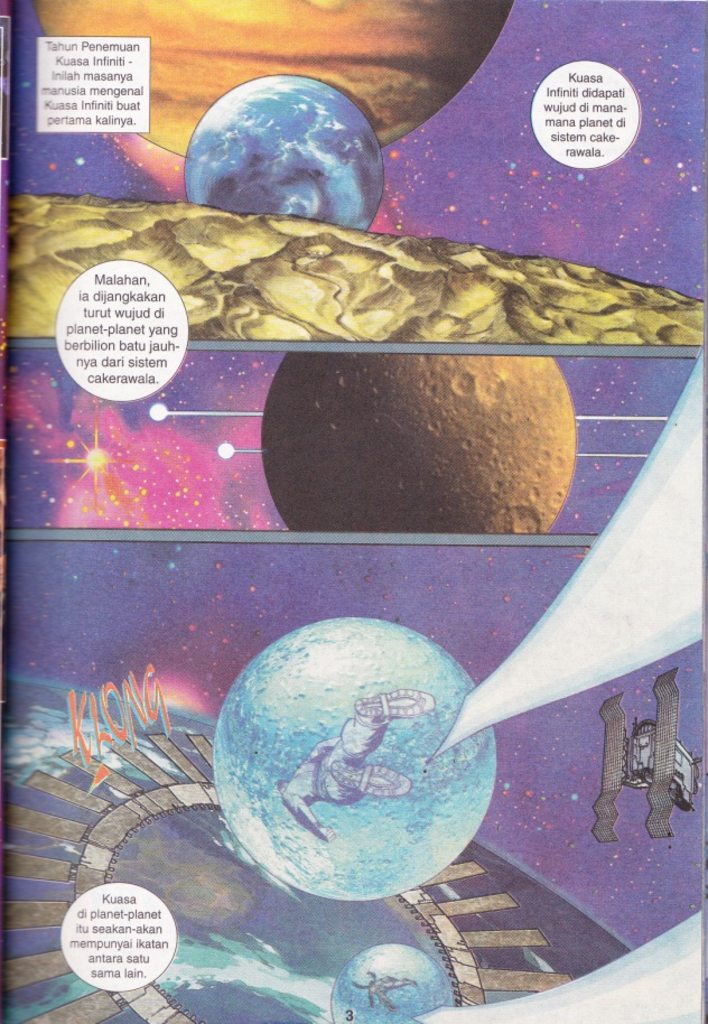 Tahun Penemuan
Kuasa Infiniti -
Inilah masanya
manusia mengenal
Kuasa Infiniti buat
pertama kalinya.
Kuasa
Infiniti didapati
wujud di mana-
mana planet di
sistem cake-
rawala.
Malahan,
ia dijangkakan
turut wujud di
planet-planet yang
berbilion batu jauh-
nya dari sistem
cakerawala.
KLONG
Kuasa
di planet-planet
itu seakan-akan
mempunyai ikatan
antara satu
sama lain.
3